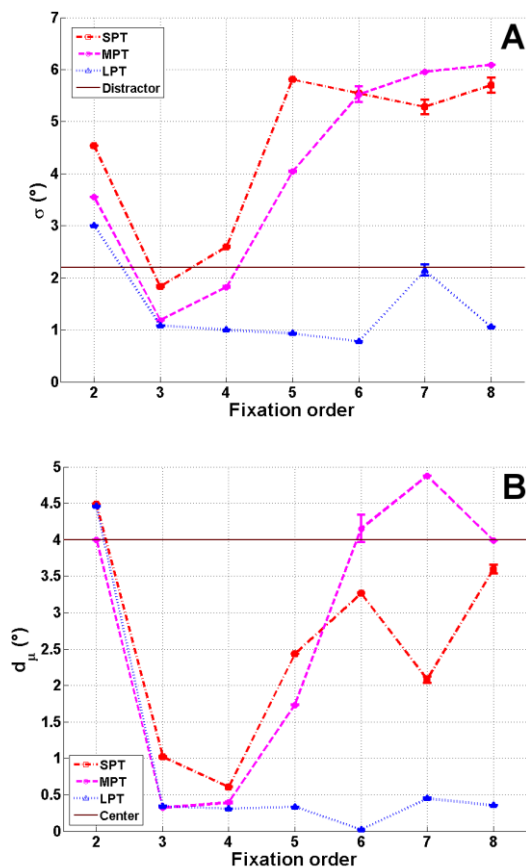 A
SPT
MPT
LPT
Distractor
7
6
5
4
3
2
1
0
σ (°)
2 3 4 5 6 7 8
Fixation order
B
5
4.5
4
3.5
3
2.5
2
1.5
1
0.5
0
d_μ (°)
SPT
MPT
LPT
Center
2 3 4 5 6 7 8
Fixation order